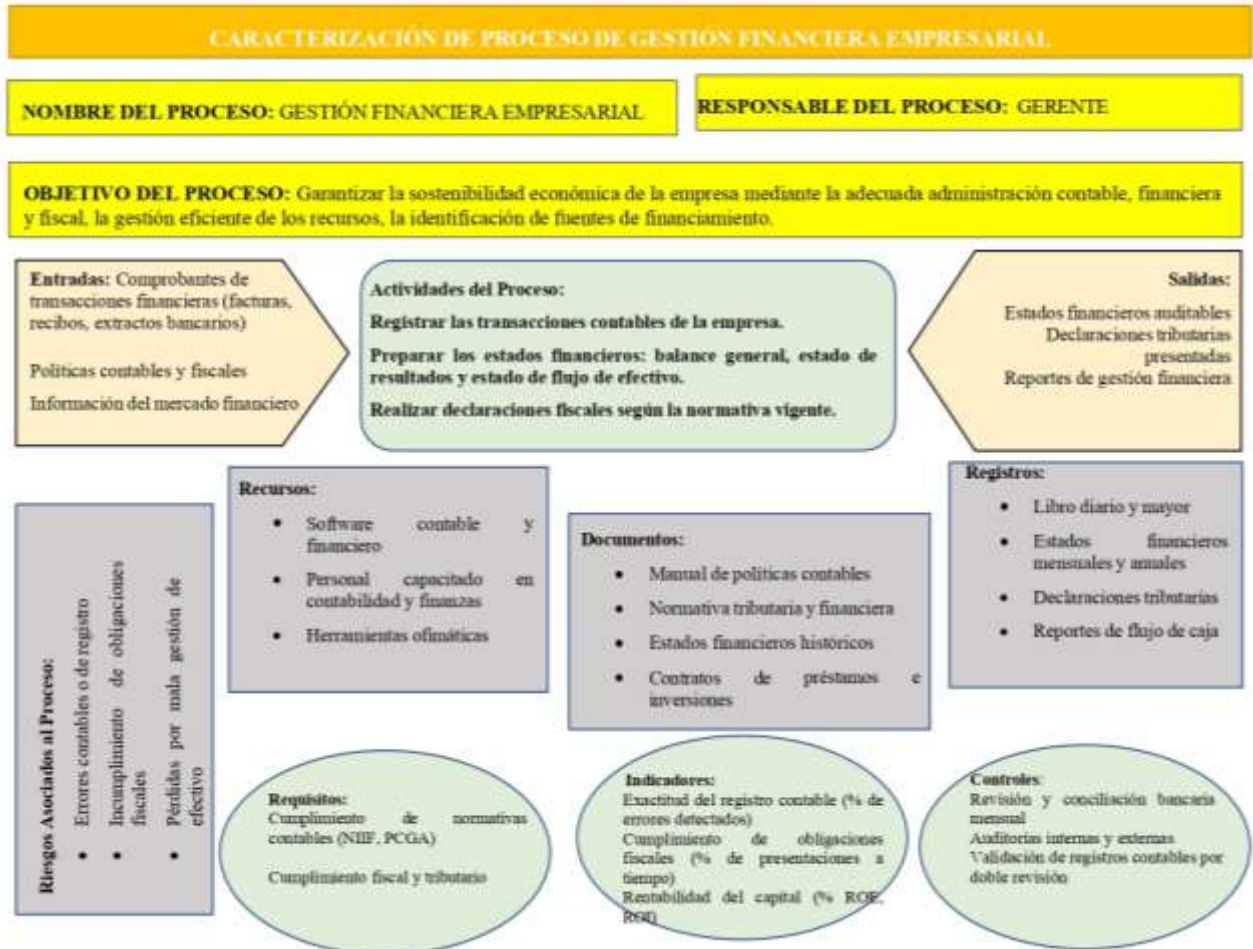 CARACTERIZACIÓN DE PROCESO DE GESTIÓN FINANCIERA EMPRESARIAL
NOMBRE DEL PROCESO: GESTIÓN FINANCIERA EMPRESARIAL
RESPONSABLE DEL PROCESO: GERENTE
OBJETIVO DEL PROCESO: Garantizar la sostenibilidad económica de la empresa mediante la adecuada administración contable, financiera
y fiscal, la gestión eficiente de los recursos, la identificación de fuentes de financiamiento.
Entradas: Comprobantes de
transacciones financieras (facturas,
recibos, extractos bancarios)
Políticas contables y fiscales
Información del mercado financiero
Actividades del Proceso:
Registrar las transacciones contables de la empresa.
Preparar los estados financieros: balance general, estado de
resultados y estado de flujo de efectivo.
Realizar declaraciones fiscales según la normativa vigente.
Salidas:
Estados financieros auditables
Declaraciones tributarias
presentadas
Reportes de gestión financiera
Riesgos Asociados al Proceso:
• Errores contables o de registro
• Incumplimiento de obligaciones
fiscales
• Pérdidas por mala gestión de
efectivo
Recursos:
• Software contable y
financiero
• Personal capacitado en
contabilidad y finanzas
• Herramientas ofimáticas
Documentos:
• Manual de políticas contables
• Normativa tributaria y financiera
• Estados financieros históricos
• Contratos de préstamos e
inversiones
Registros:
• Libro diario y mayor
• Estados financieros
mensuales y anuales
• Declaraciones tributarias
• Reportes de flujo de caja
Requisitos:
Cumplimiento de normativas
contables (NIIF, PCGA)
Cumplimiento fiscal y tributario
Indicadores:
Exactitud del registro contable (% de
errores detectados)
Cumplimiento de obligaciones
fiscales (% de presentaciones a
tiempo)
Rentabilidad del capital (% ROE,
ROI)
Controles:
Revisión y conciliación bancaria
mensual
Auditorías internas y externas
Validación de registros contables por
doble revisión